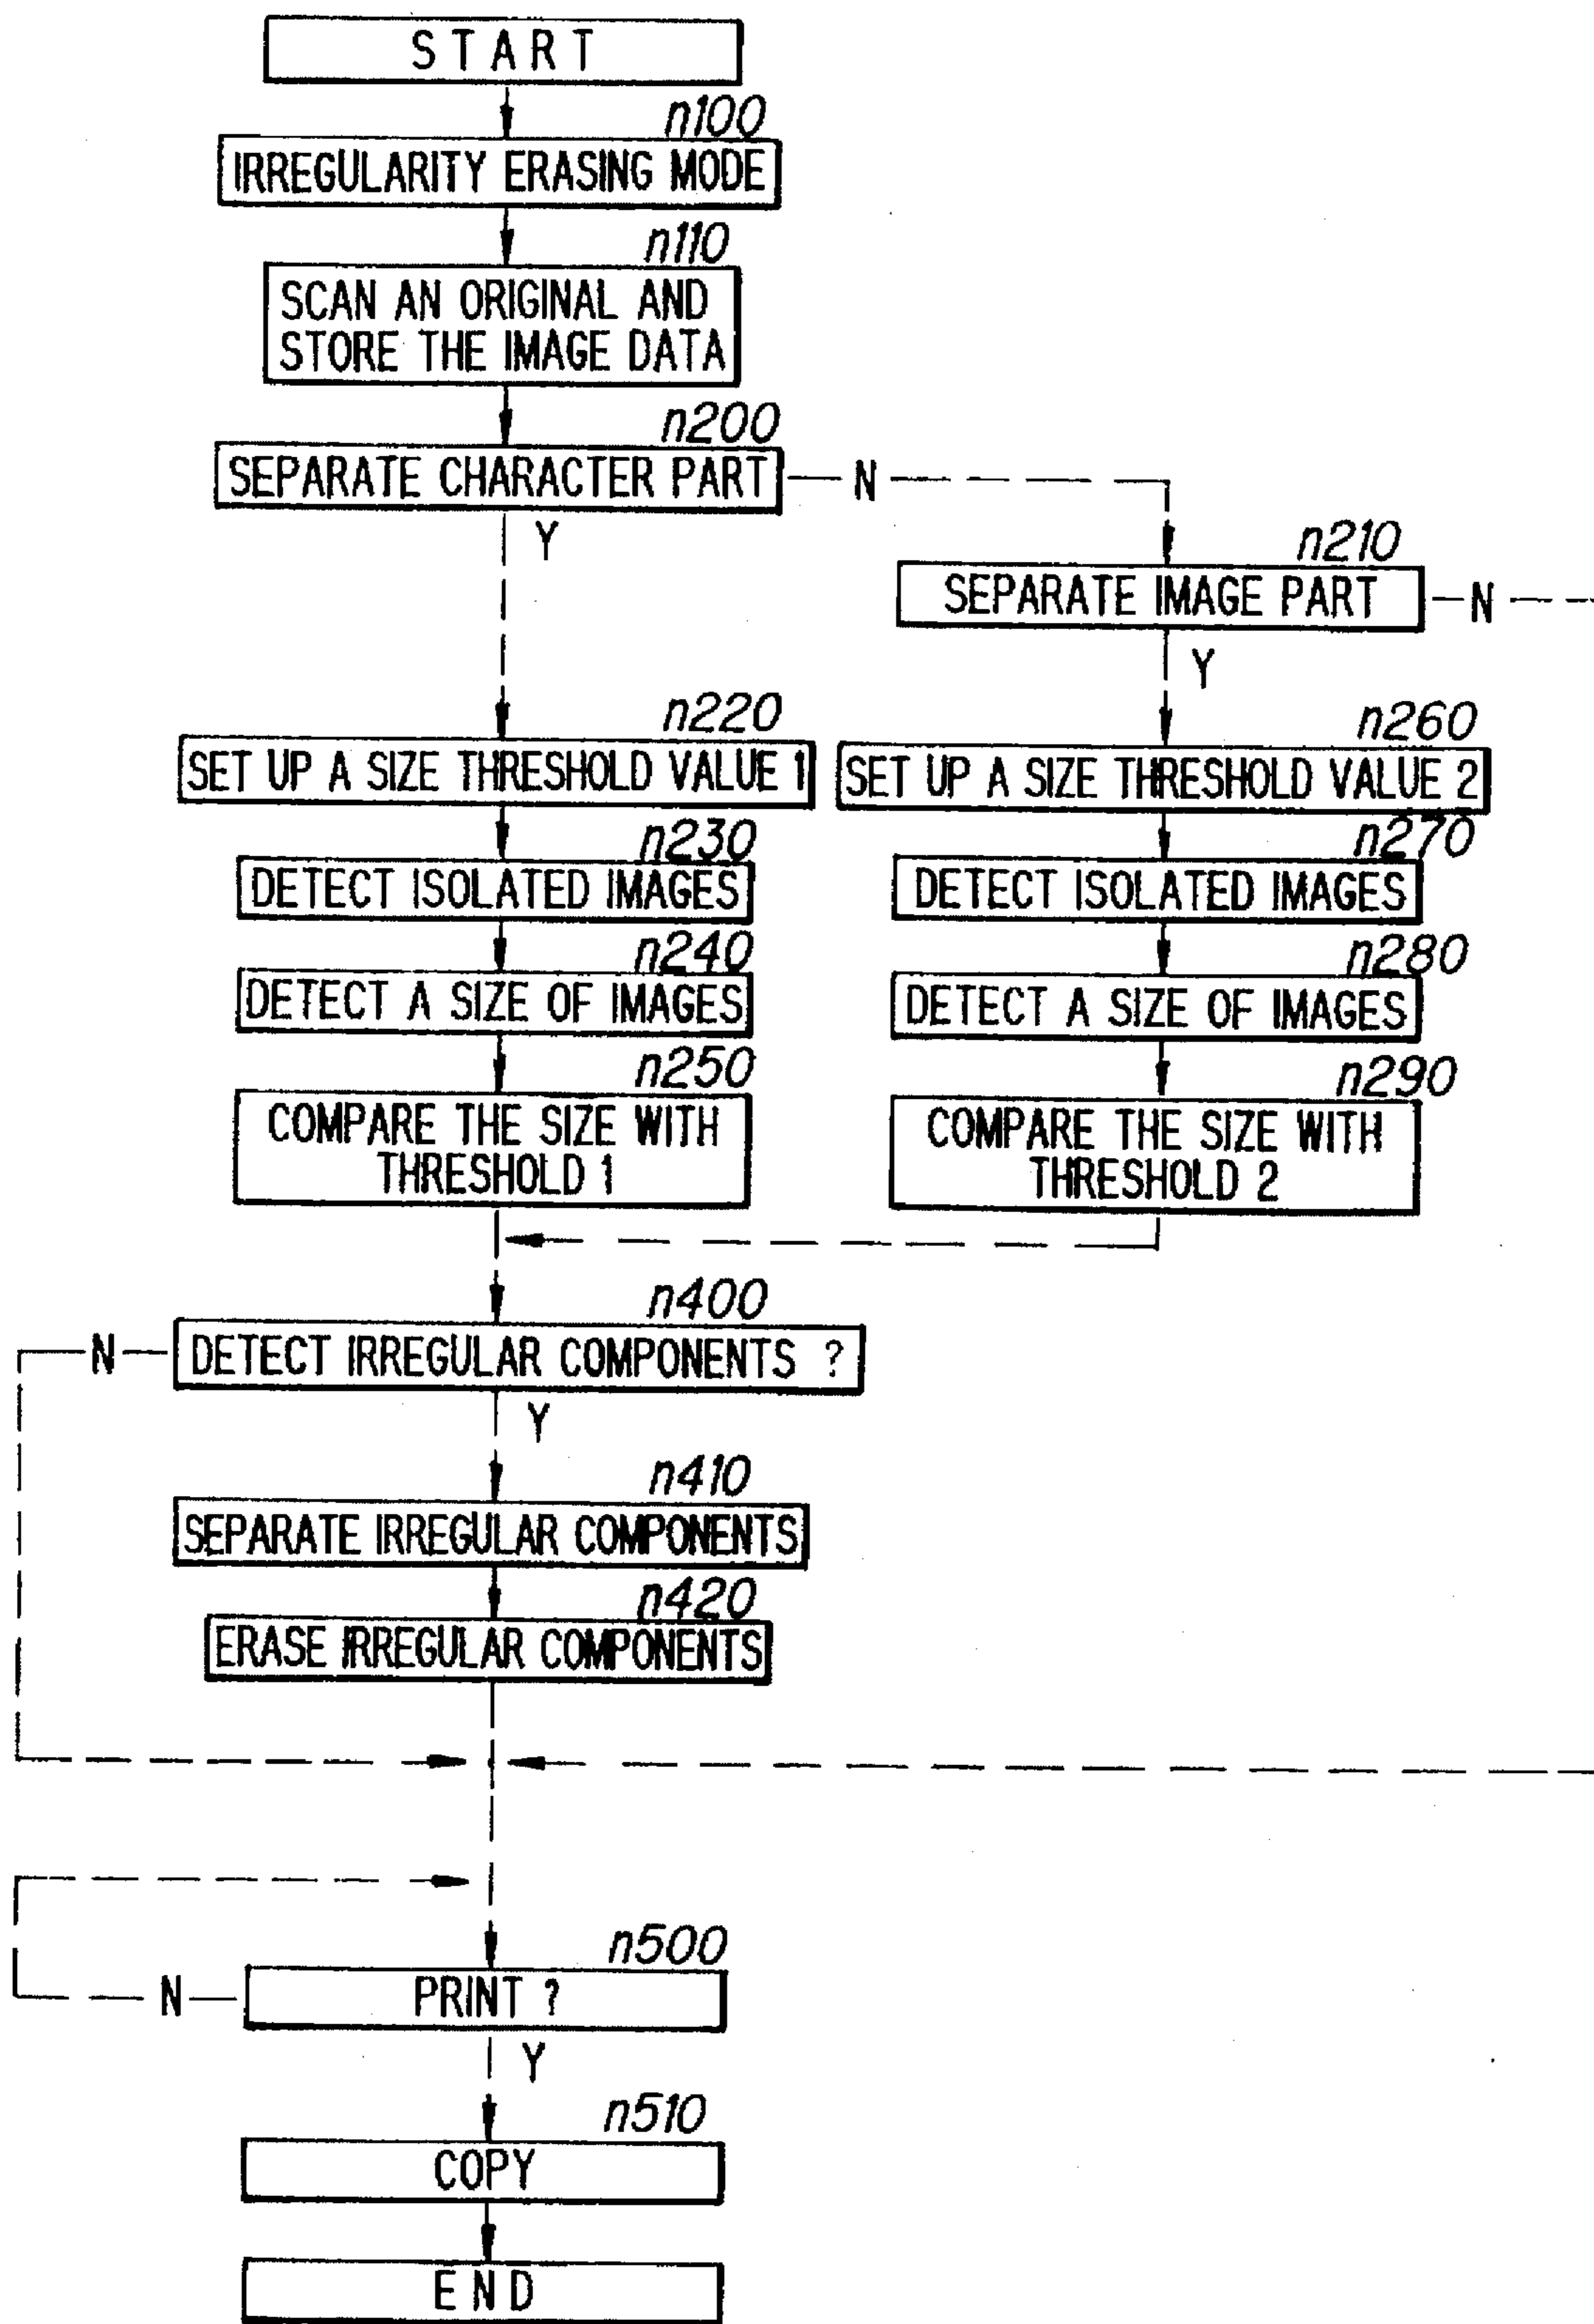 START
n100
IRREGULARITY ERASING MODE
n110
SCAN AN ORIGINAL AND
STORE THE IMAGE DATA
n200
SEPARATE CHARACTER PART
N
Y
n210
SEPARATE IMAGE PART
N
Y
n220
SET UP A SIZE THRESHOLD VALUE 1
n230
DETECT ISOLATED IMAGES
n240
DETECT A SIZE OF IMAGES
n250
COMPARE THE SIZE WITH
THRESHOLD 1
n260
SET UP A SIZE THRESHOLD VALUE 2
n270
DETECT ISOLATED IMAGES
n280
DETECT A SIZE OF IMAGES
n290
COMPARE THE SIZE WITH
THRESHOLD 2
n400
N
DETECT IRREGULAR COMPONENTS ?
Y
n410
SEPARATE IRREGULAR COMPONENTS
n420
ERASE IRREGULAR COMPONENTS
n500
N
PRINT ?
Y
n510
COPY
END